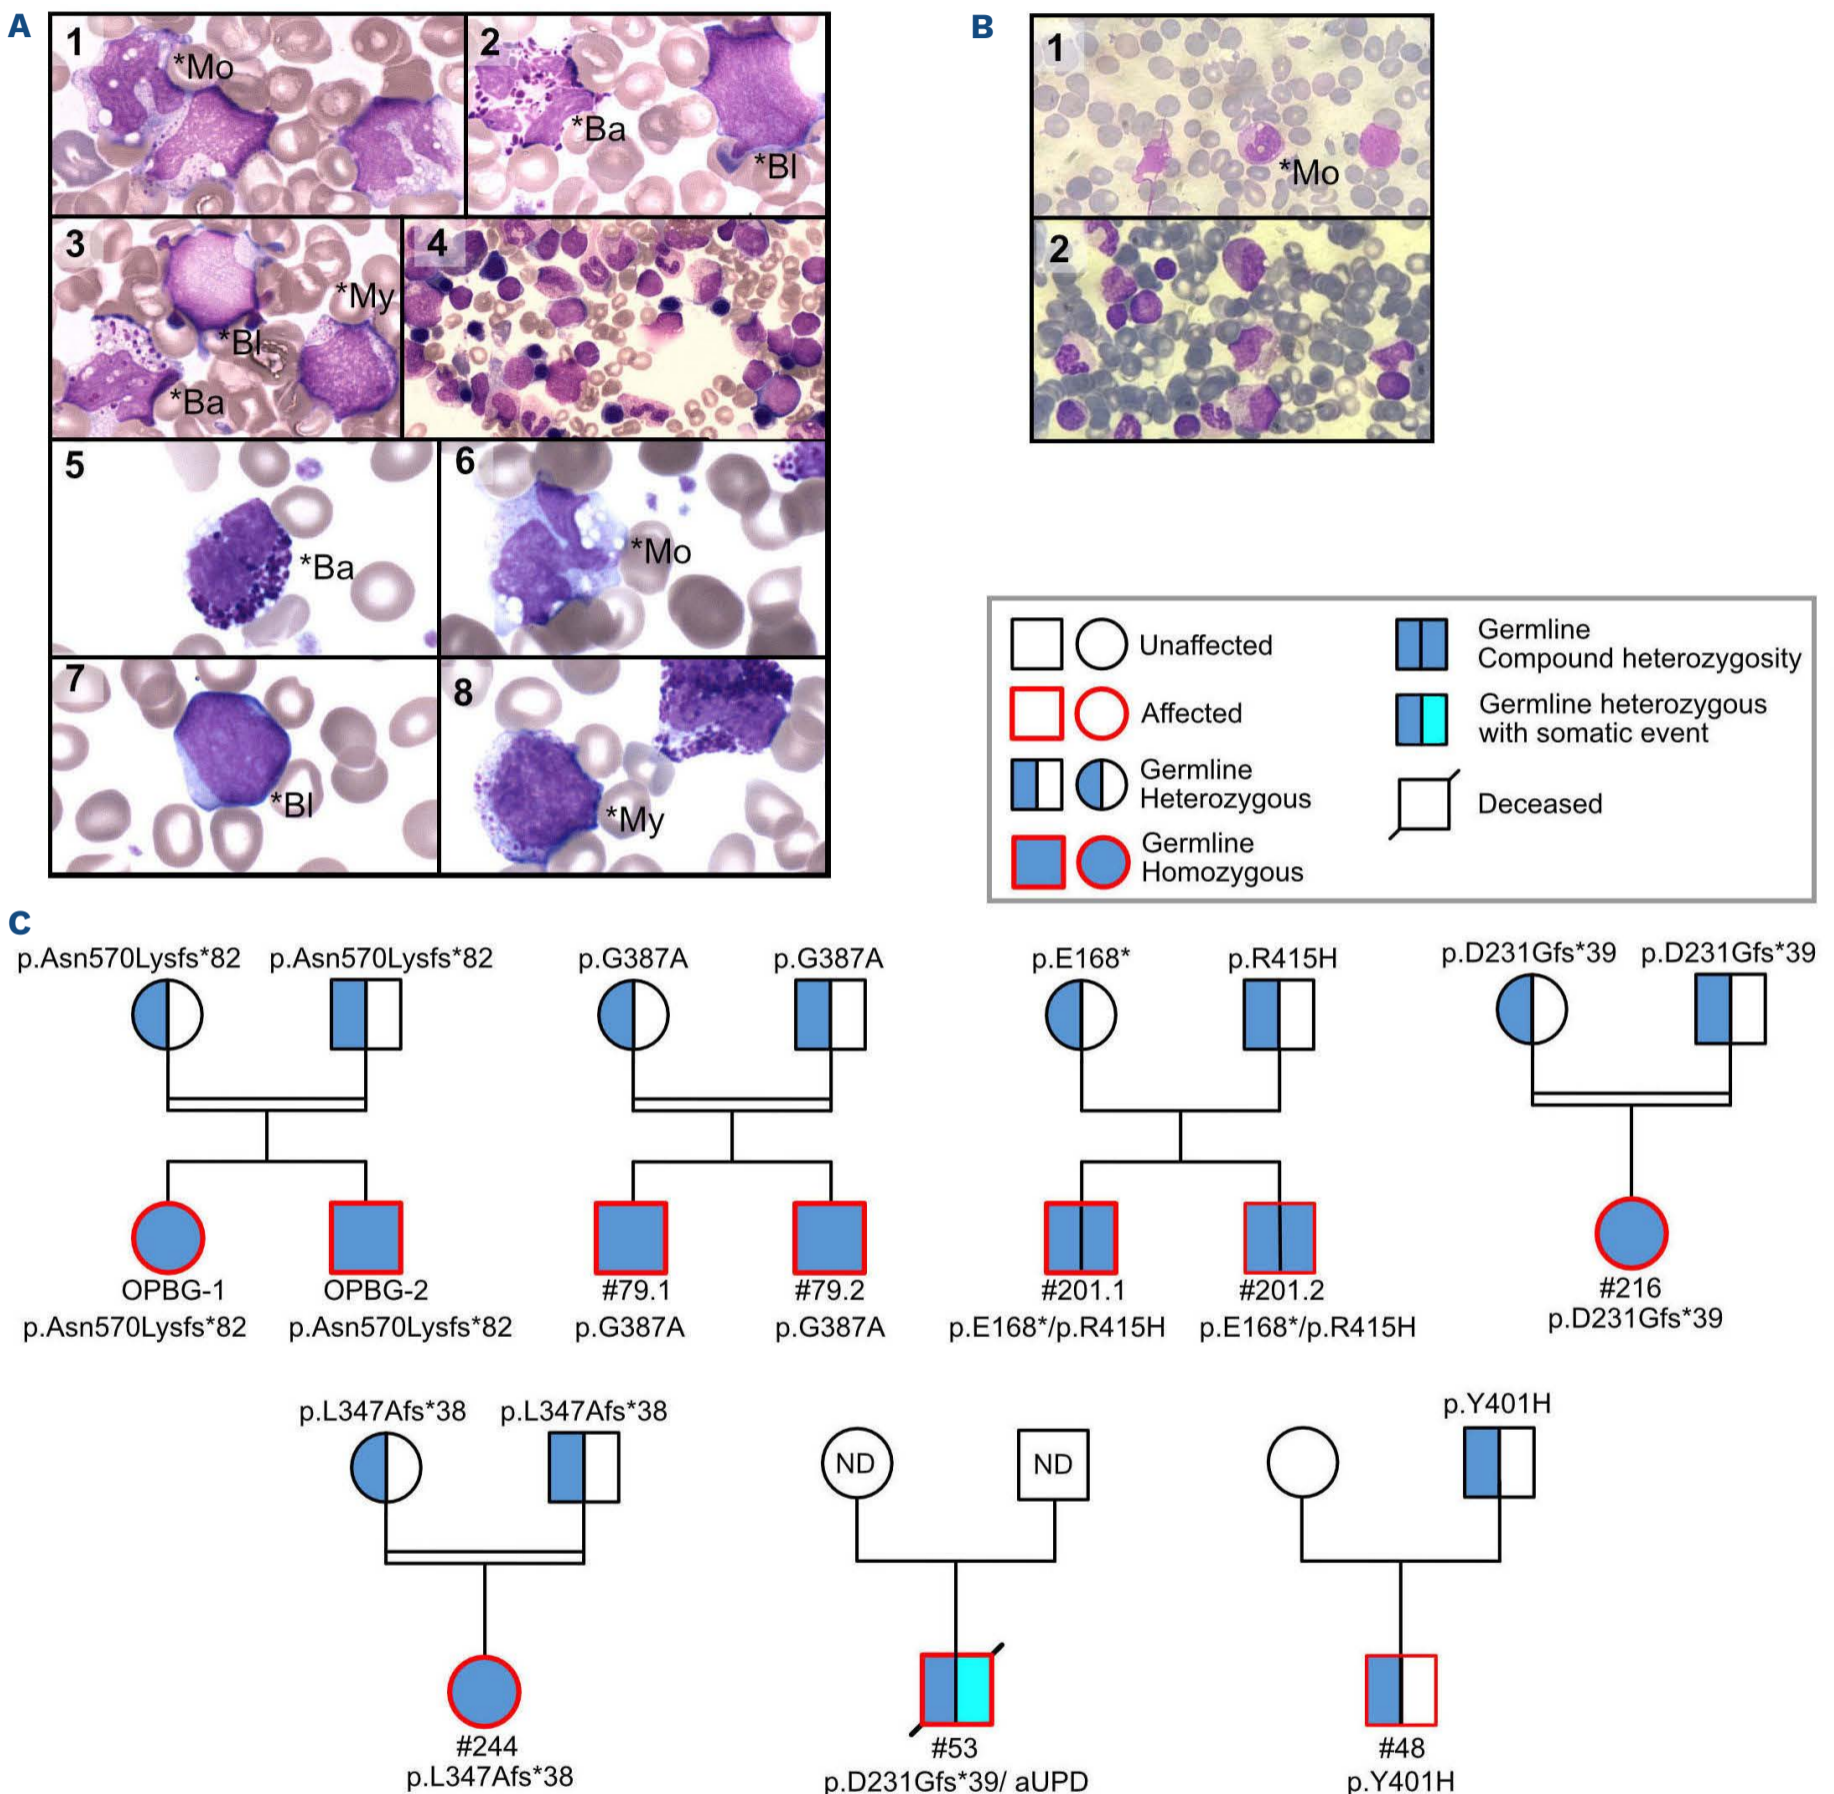 A
1
*Mo
2
*Ba
*Bl
3
*My
*Bl
*Ba
4
5
*Ba
6
*Mo
7
*Bl
8
*My
B
1
*Mo
2
Unaffected
Affected
Germline
Heterozygous
Germline
Homozygous
Germline
Compound heterozygosity
Germline heterozygous
with somatic event
Deceased
C
p.Asn570Lysfs*82 p.Asn570Lysfs*82 p.G387A p.G387A p.E168* p.R415H p.D231Gfs*39 p.D231Gfs*39
OPBG-1 OPBG-2 #79.1 #79.2 #201.1 #201.2 #216
p.Asn570Lysfs*82 p.Asn570Lysfs*82 p.G387A p.G387A p.E168*/p.R415H p.E168*/p.R415H p.D231Gfs*39
p.L347Afs*38 p.L347Afs*38 p.Y401H
ND ND
#244 #53 #48
p.L347Afs*38 p.D231Gfs*39/ aUPD p.Y401H